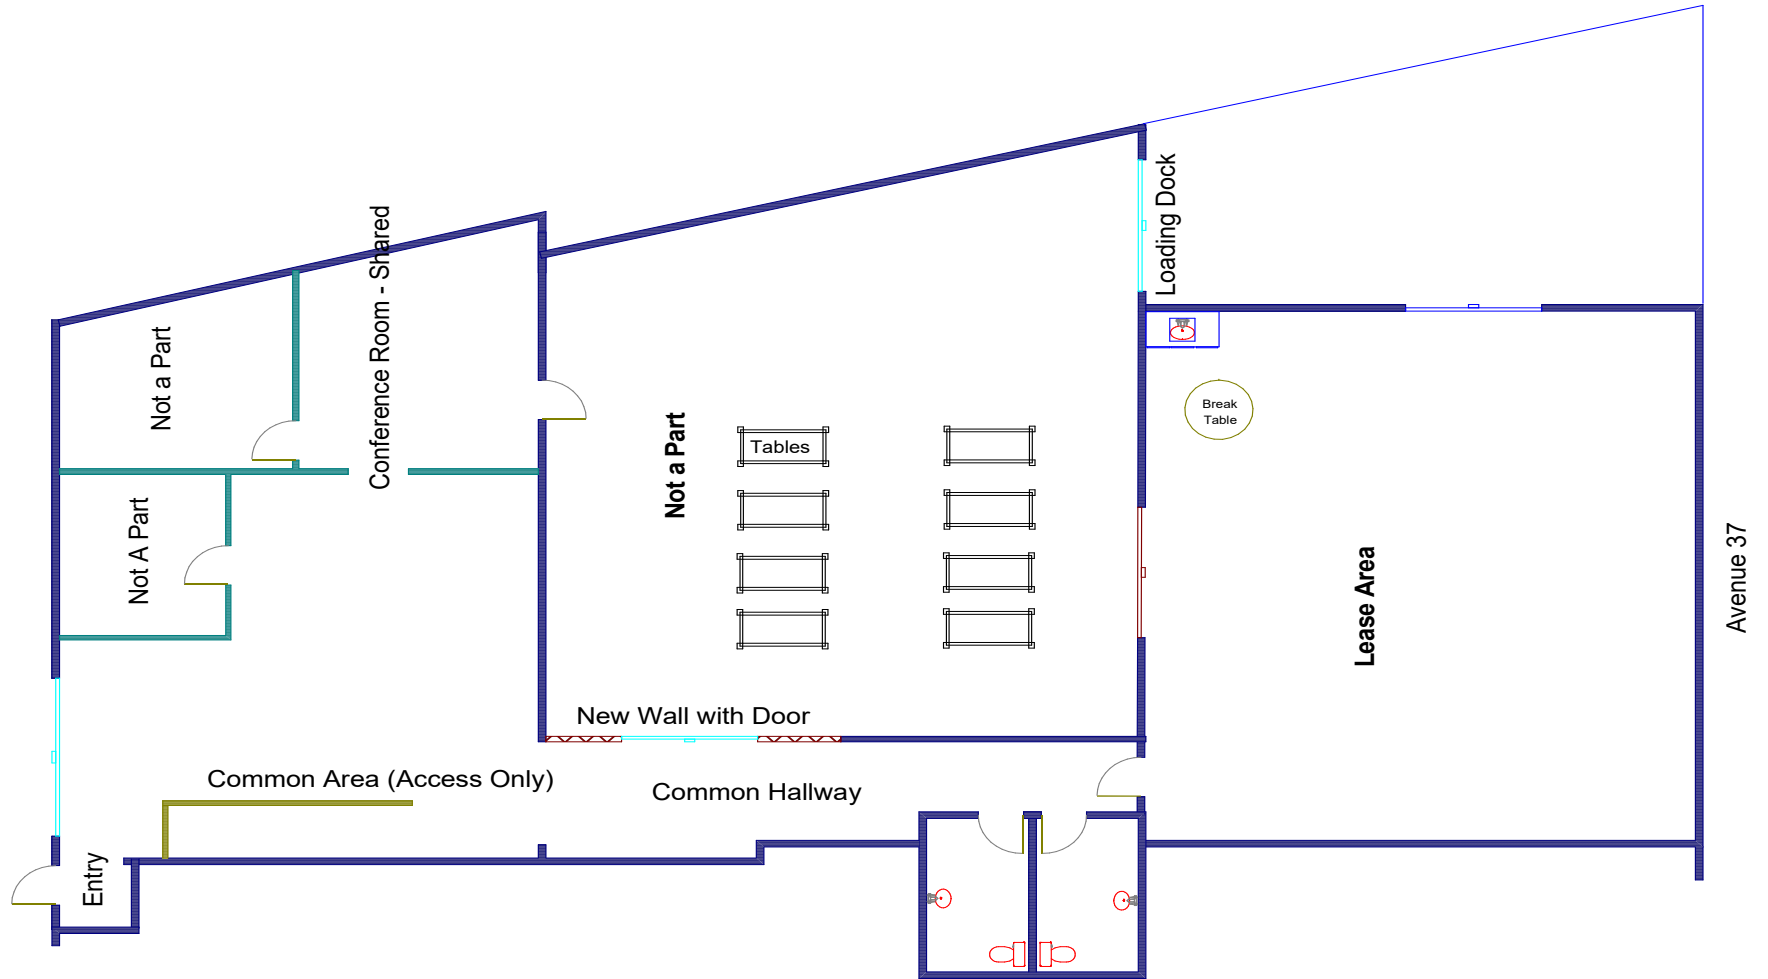 Loading Dock
Conference Room - Shared
Not a Part
Not a Part
Break
Table
Tables
Not A Part
Lease Area
Avenue 37
New Wall with Door
Common Area (Access Only)
Common Hallway
Entry